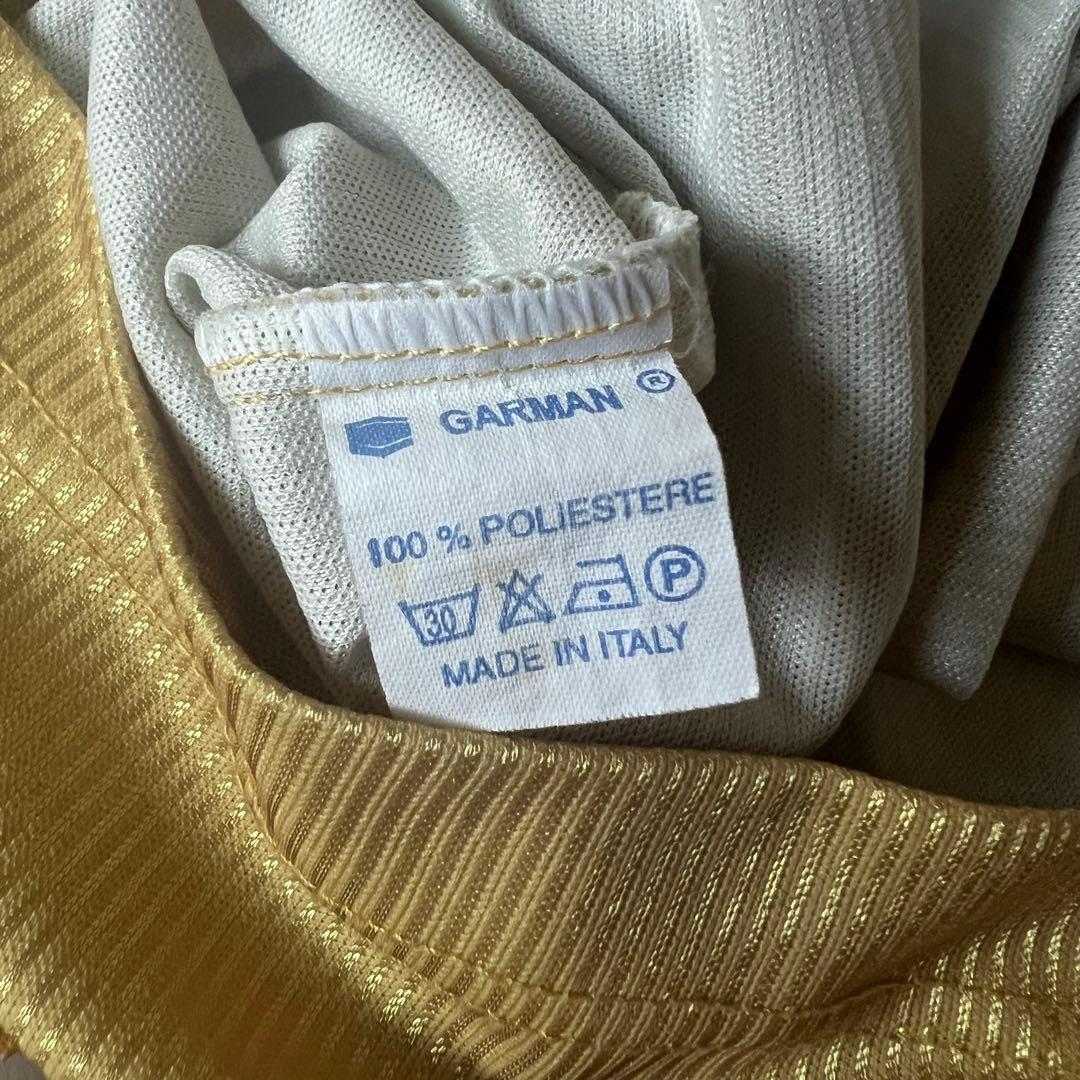 GARMAN ®
100 % POLIESTERE
30 P
MADE IN ITALY